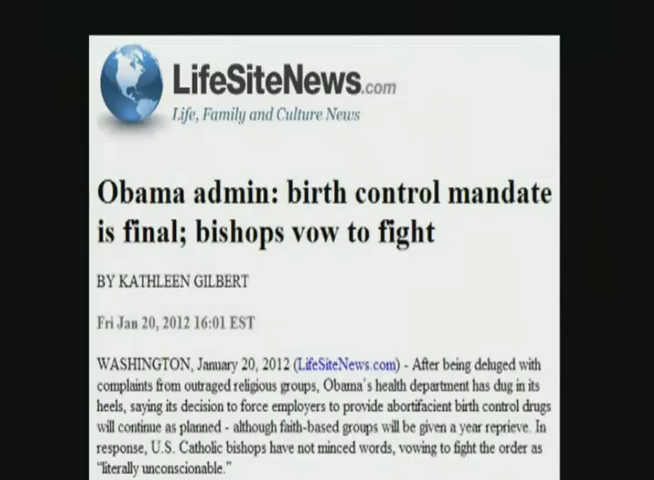 LifeSiteNews.com
Life, Family and Culture News
Obama admin: birth control mandate
is final; bishops vow to fight
BY KATHLEEN GILBERT
Fri Jan 20, 2012 16:01 EST
WASHINGTON, January 20, 2012 (LifeSiteNews.com) - After being deluged with
complaints from outraged religious groups, Obama's health department has dug in its
heels, saying its decision to force employers to provide abortifacient birth control drugs
will continue as planned - although faith-based groups will be given a year reprieve. In
response, U.S. Catholic bishops have not minced words, vowing to fight the order as
"literally unconscionable."